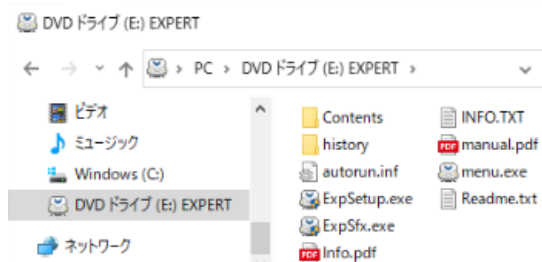 DVD ドライブ (E:) EXPERT
PC > DVD ドライブ (E:) EXPERT >
ビデオ
ミュージック
Windows (C:)
DVD ドライブ (E:) EXPERT
ネットワーク
Contents
history
autorun.inf
ExpSetup.exe
ExpSfx.exe
PDF Info.pdf
INFO.TXT
PDF manual.pdf
menu.exe
Readme.txt